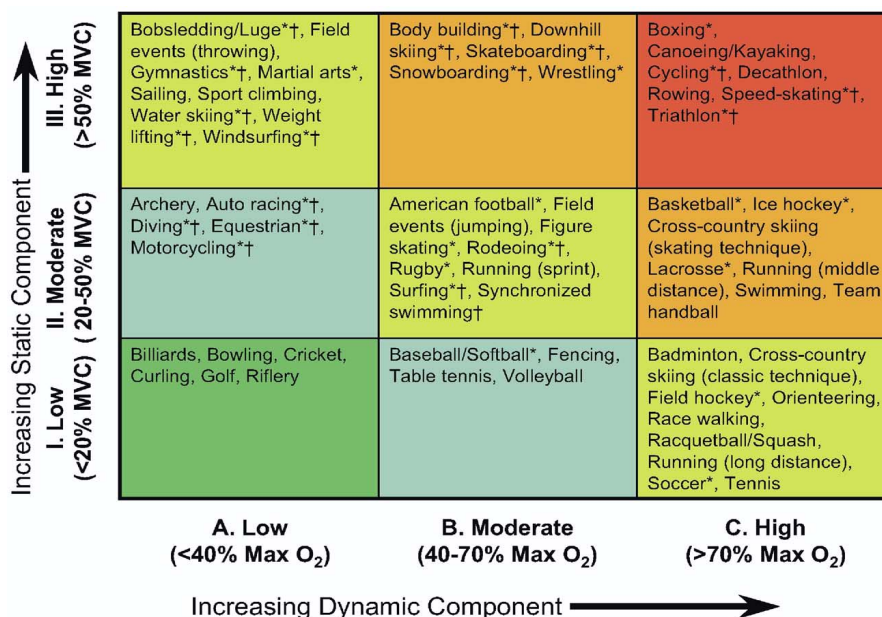 Increasing Static Component
III. High
(>50% MVC)
Bobsledding/Luge*†, Field
events (throwing),
Gymnastics*†, Martial arts*,
Sailing, Sport climbing,
Water skiing*†, Weight
lifting*†, Windsurfing*†
Body building*†, Downhill
skiing*†, Skateboarding*†,
Snowboarding*†, Wrestling*
Boxing*,
Canoeing/Kayaking,
Cycling*†, Decathlon,
Rowing, Speed-skating*†,
Triathlon*†
II. Moderate
( 20-50% MVC)
Archery, Auto racing*†,
Diving*†, Equestrian*†,
Motorcycling*†
American football*, Field
events (jumping), Figure
skating*, Rodeoing*†,
Rugby*, Running (sprint),
Surfing*†, Synchronized
swimming†
Basketball*, Ice hockey*,
Cross-country skiing
(skating technique),
Lacrosse*, Running (middle
distance), Swimming, Team
handball
I. Low
(<20% MVC)
Billiards, Bowling, Cricket,
Curling, Golf, Riflery
Baseball/Softball*, Fencing,
Table tennis, Volleyball
Badminton, Cross-country
skiing (classic technique),
Field hockey*, Orienteering,
Race walking,
Racquetball/Squash,
Running (long distance),
Soccer*, Tennis
A. Low
(<40% Max O₂)
B. Moderate
(40-70% Max O₂)
C. High
(>70% Max O₂)
Increasing Dynamic Component